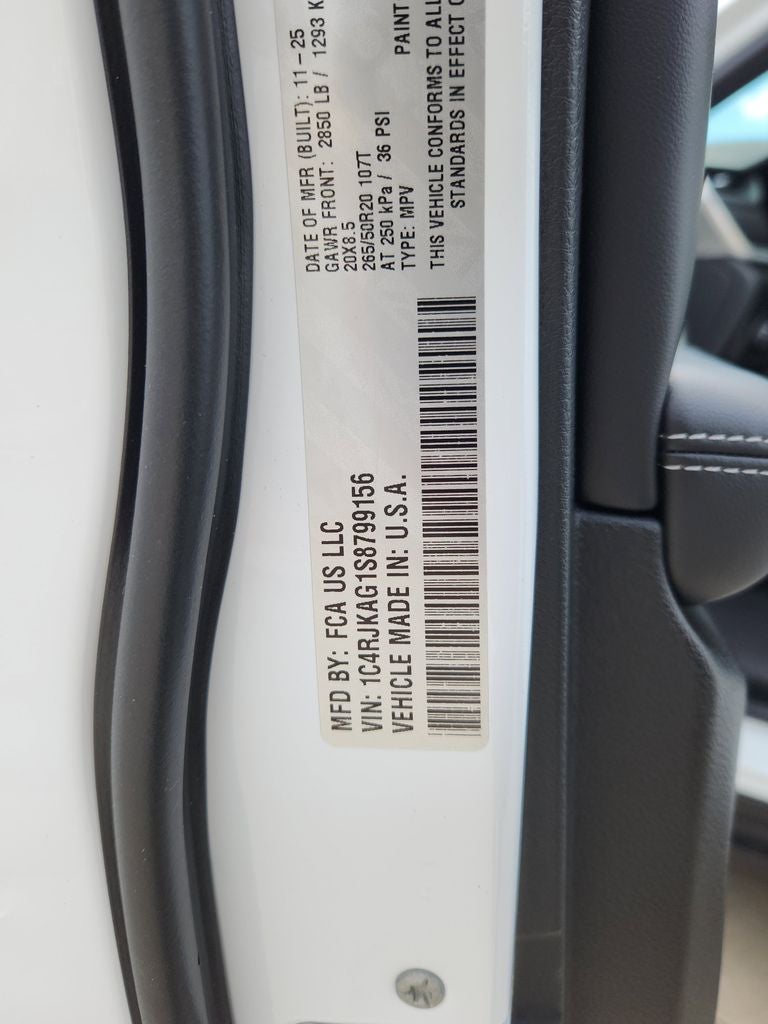 MFD BY: FCA US LLC
VIN: 1C4RJKAG1S8799156
VEHICLE MADE IN: U.S.A.
DATE OF MFR (BUILT): 11-25
GAWR FRONT: 2850 LB / 1293 K
20X8.5
265/50R20 107T
AT 250 kPa / 36 PSI
TYPE: MPV PAINT
THIS VEHICLE CONFORMS TO ALL
STANDARDS IN EFFECT